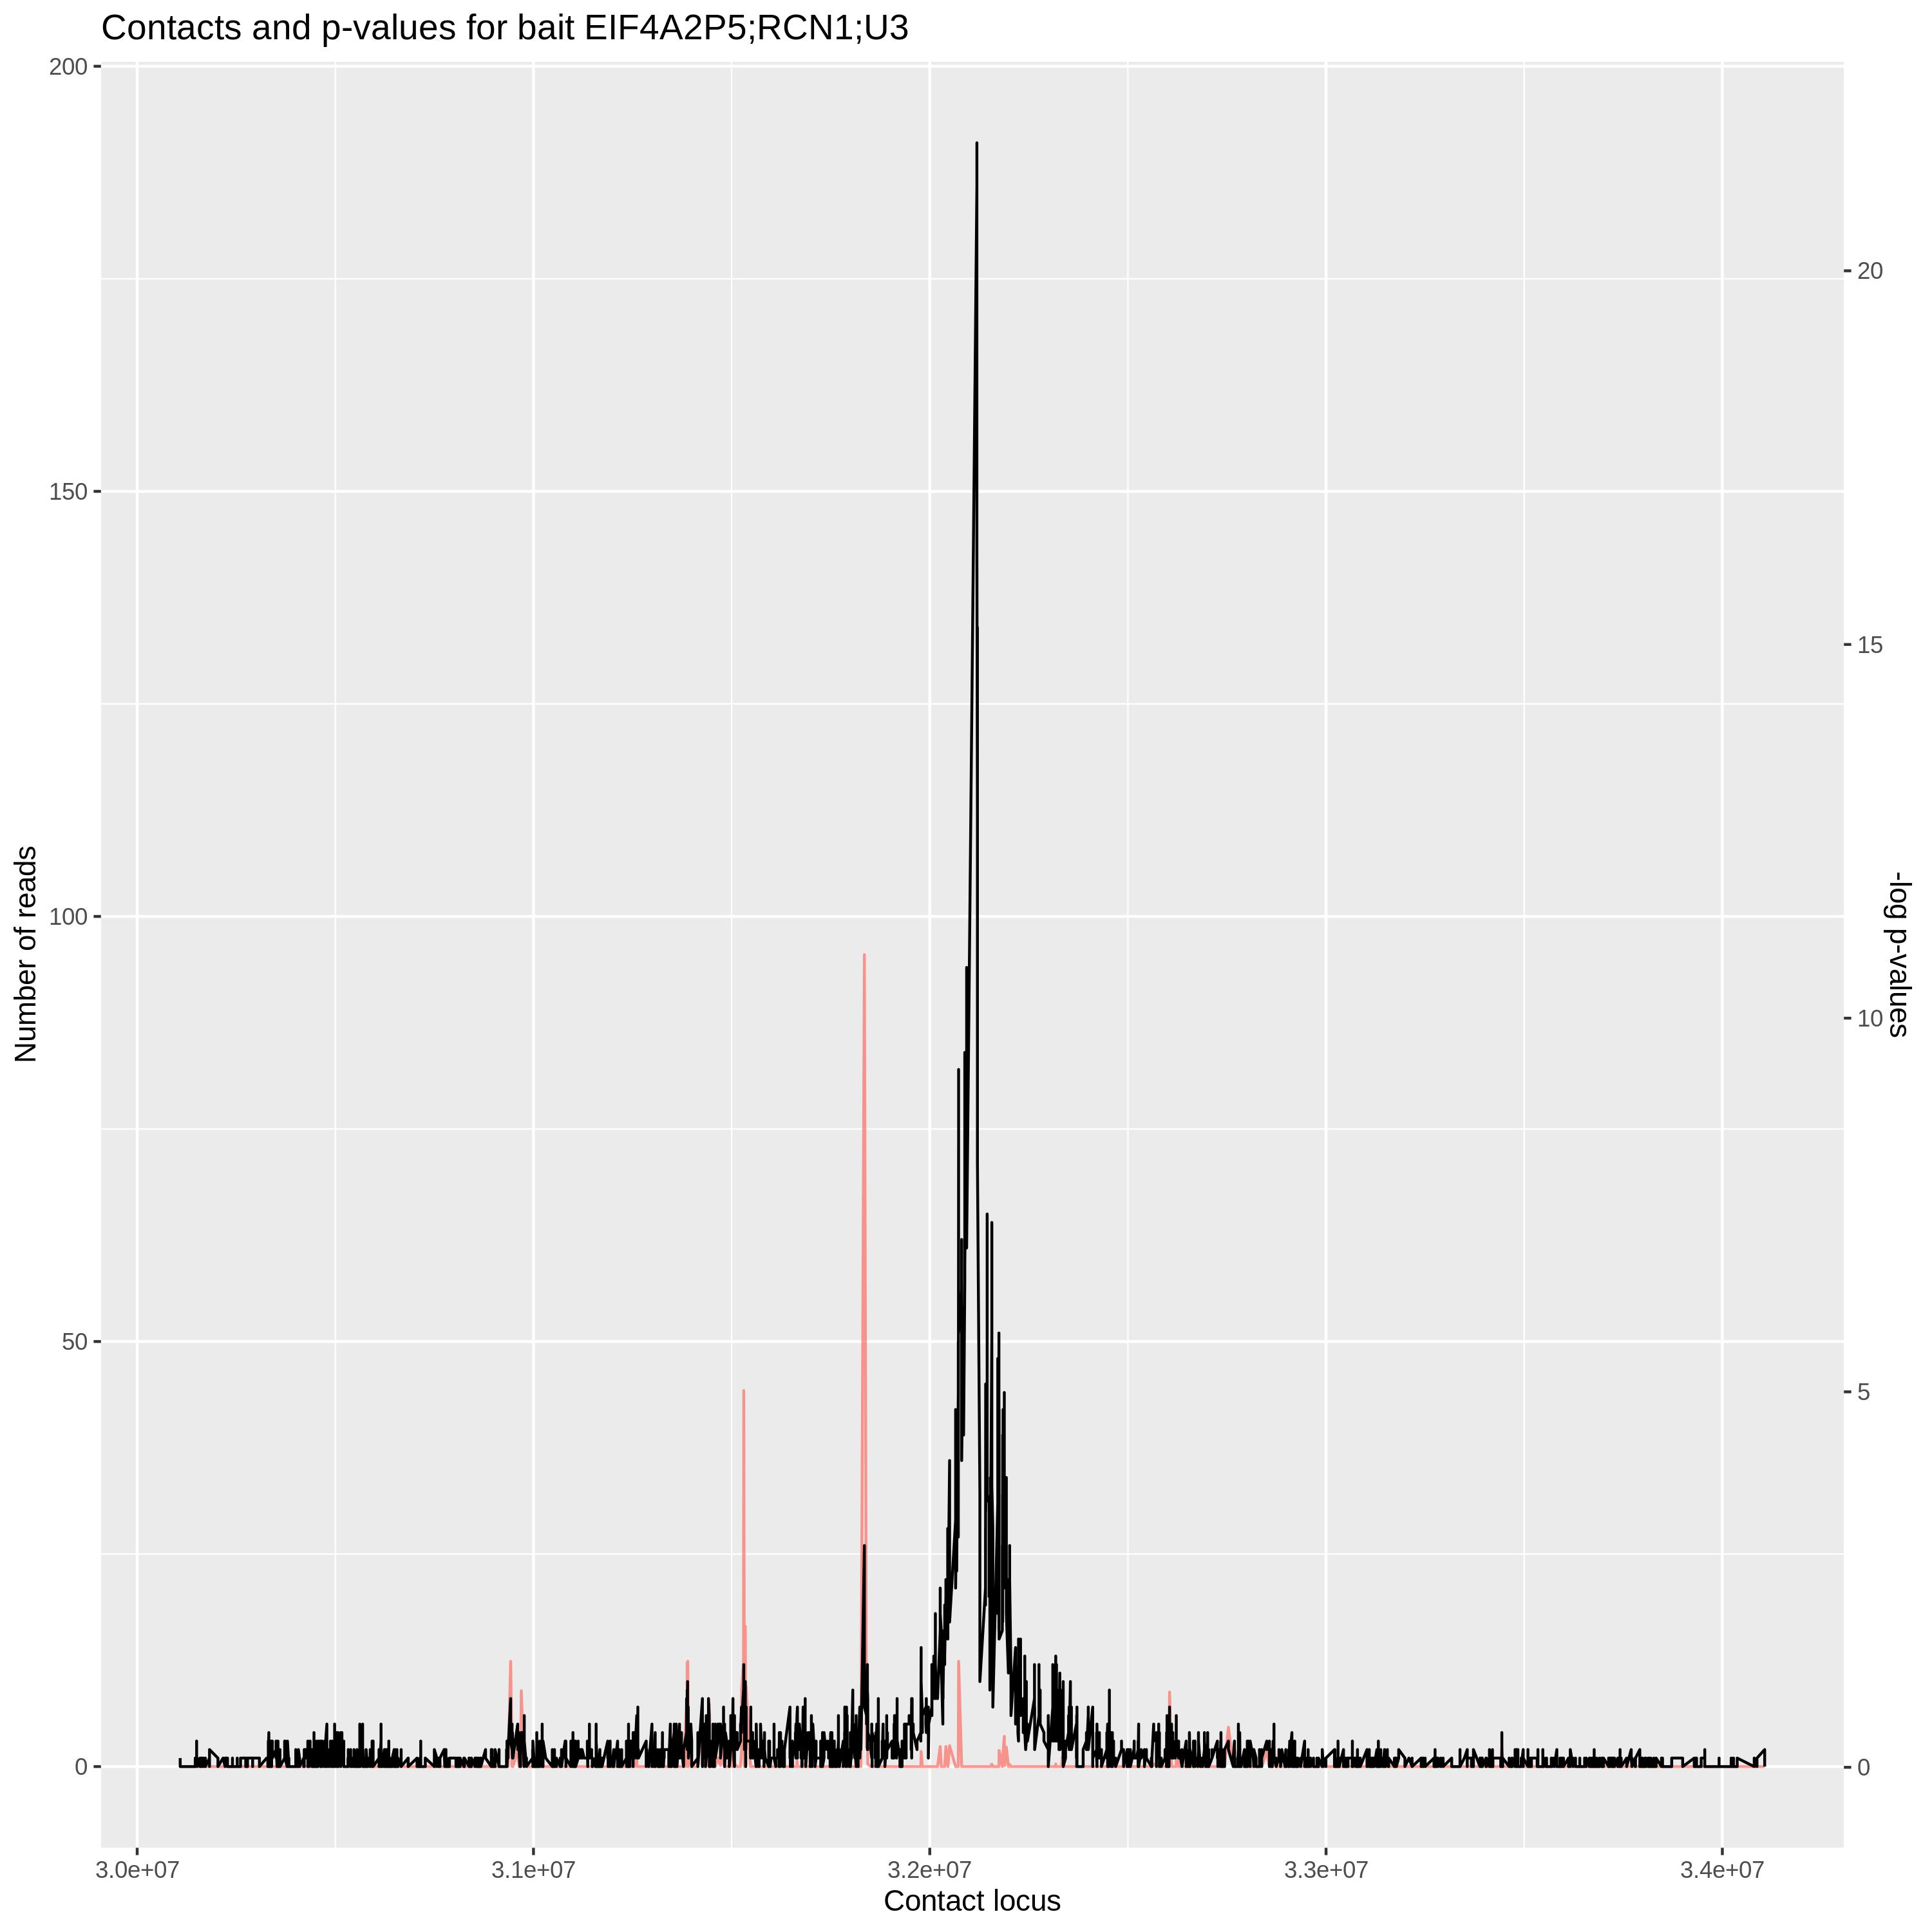 Contacts and p-values for bait EIF4A2P5;RCN1;U3
200
150
100
50
0
Number of reads
20
15
10
5
0
-log p-values
3.0e+07
3.1e+07
3.2e+07
3.3e+07
3.4e+07
Contact locus